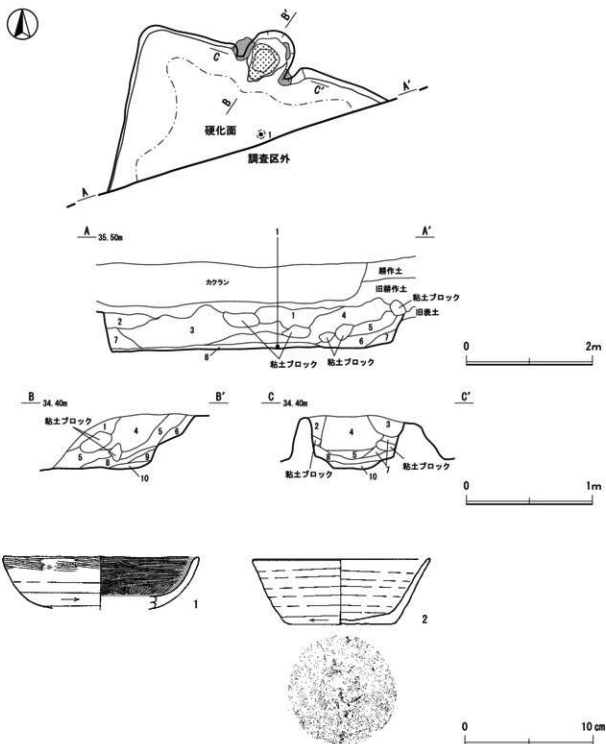 B'
C
A'
C'
B
硬化面
1
調査区外
A
A 35.50m
1
A'
耕作土
カクラン
旧耕作土
粘土ブロック
1
4
旧表土
2
3
5
7
6
7
8
粘土ブロック
粘土ブロック
0 2m
B 34.40m
B'
C 34.40m
C'
粘土ブロック
1
4
5
6
5
8
9
10
2
4
3
8
5
7
10
粘土ブロック
粘土ブロック
0 1m
1
2
0 10cm